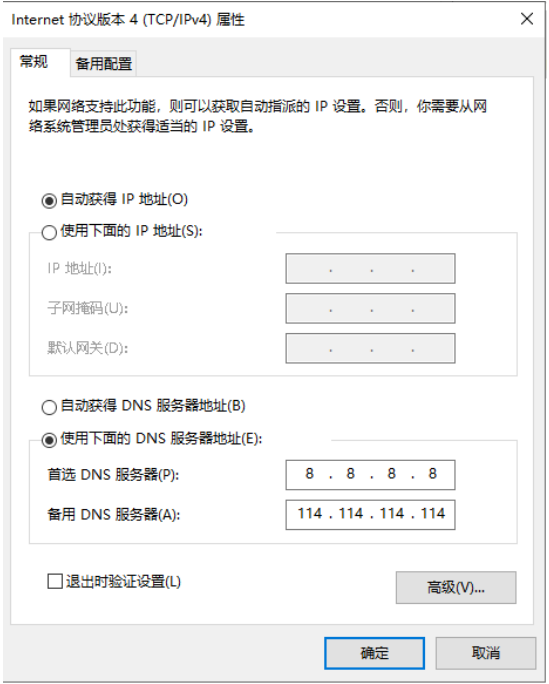 Internet 协议版本 4 (TCP/IPv4) 属性
常规
备用配置
如果网络支持此功能，则可以获取自动指派的 IP 设置。否则，你需要从网
络系统管理员处获得适当的 IP 设置。
自动获得 IP 地址(O)
使用下面的 IP 地址(S):
IP 地址(I):
. . .
子网掩码(U):
. . .
默认网关(D):
. . .
自动获得 DNS 服务器地址(B)
使用下面的 DNS 服务器地址(E):
首选 DNS 服务器(P):
8 . 8 . 8 . 8
备用 DNS 服务器(A):
114 . 114 . 114 . 114
退出时验证设置(L)
高级(V)...
确定
取消